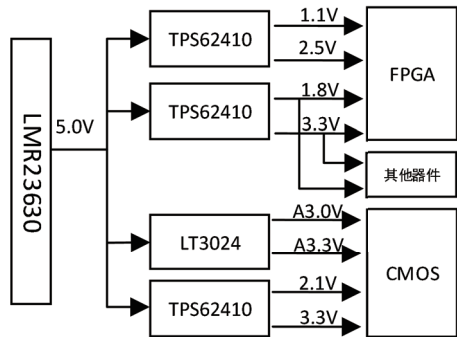 LMR23630
5.0V
TPS62410
1.1V
2.5V
FPGA
TPS62410
1.8V
3.3V
其他器件
LT3024
A3.0V
A3.3V
CMOS
TPS62410
2.1V
3.3V